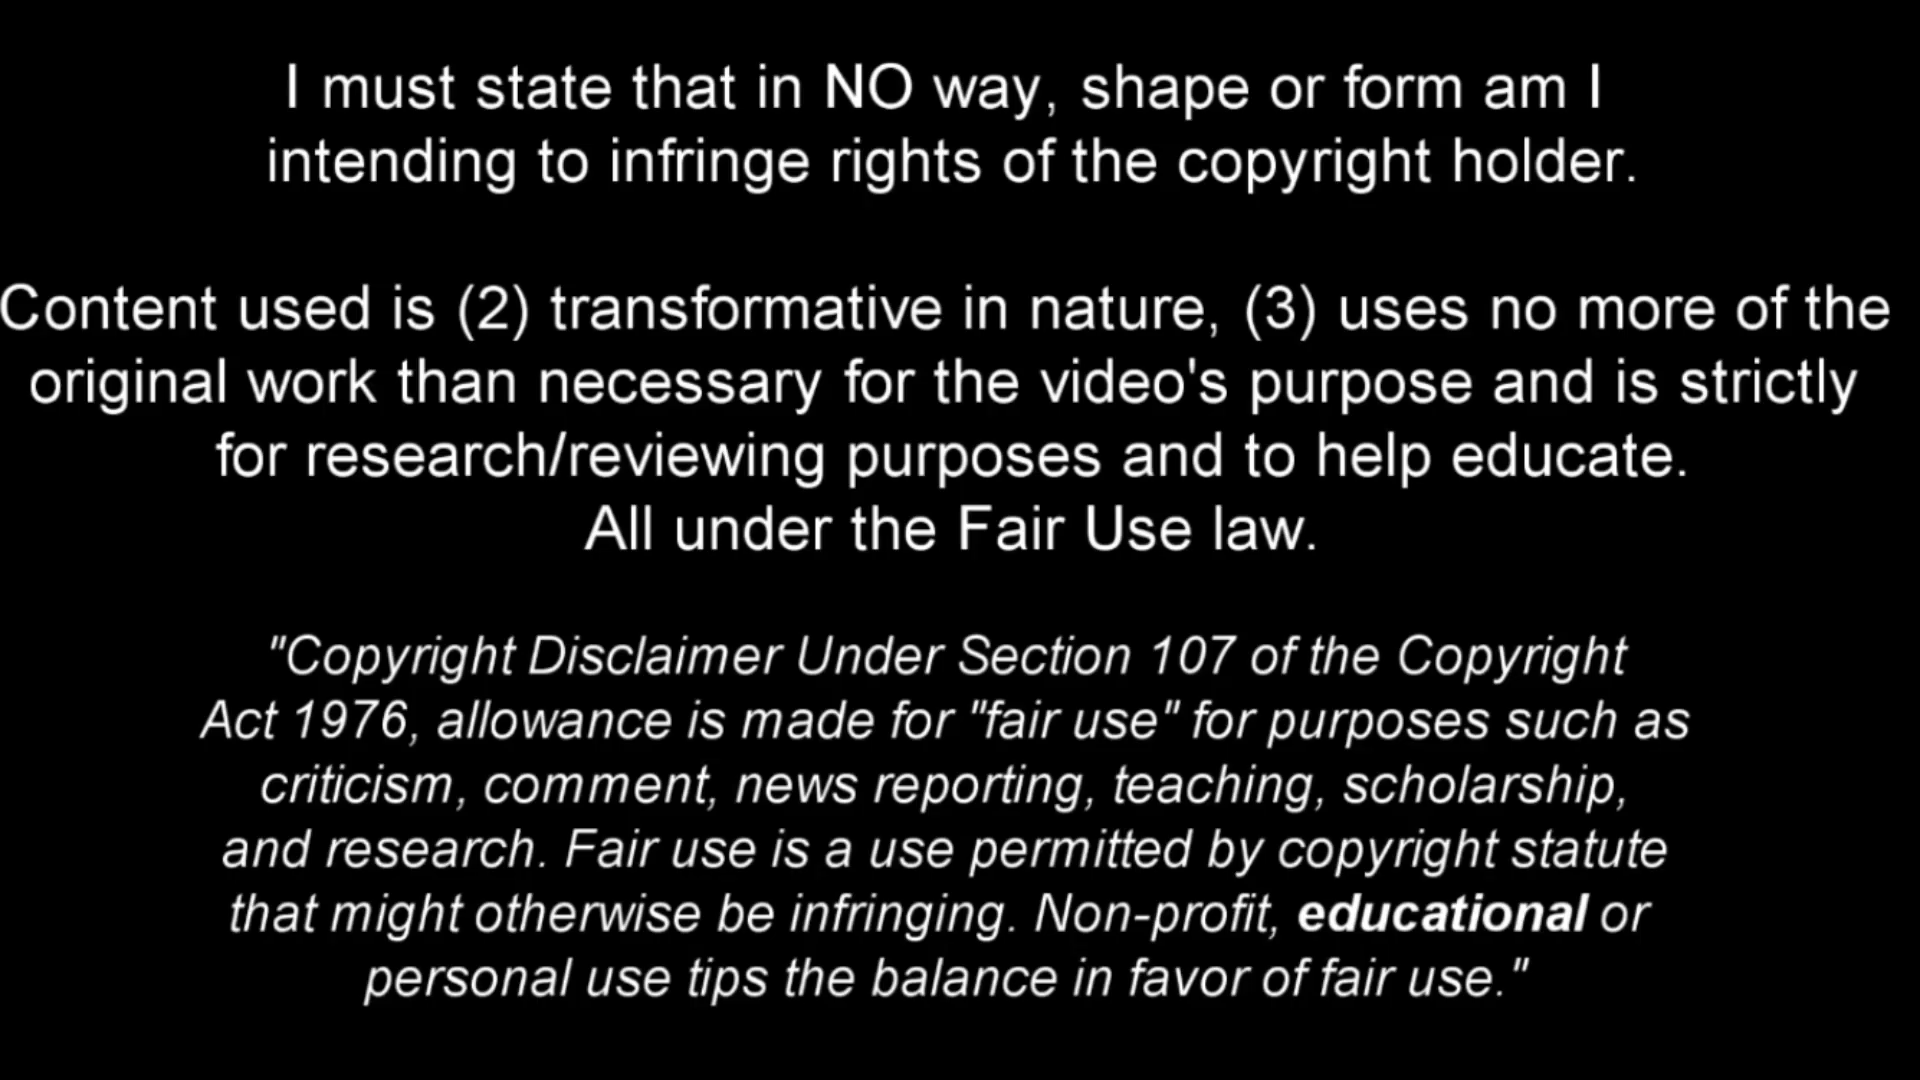 I must state that in NO way, shape or form am I
intending to infringe rights of the copyright holder.
Content used is (2) transformative in nature, (3) uses no more of the
original work than necessary for the video's purpose and is strictly
for research/reviewing purposes and to help educate.
All under the Fair Use law.
"Copyright Disclaimer Under Section 107 of the Copyright
Act 1976, allowance is made for "fair use" for purposes such as
criticism, comment, news reporting, teaching, scholarship,
and research. Fair use is a use permitted by copyright statute
that might otherwise be infringing. Non-profit, educational or
personal use tips the balance in favor of fair use."